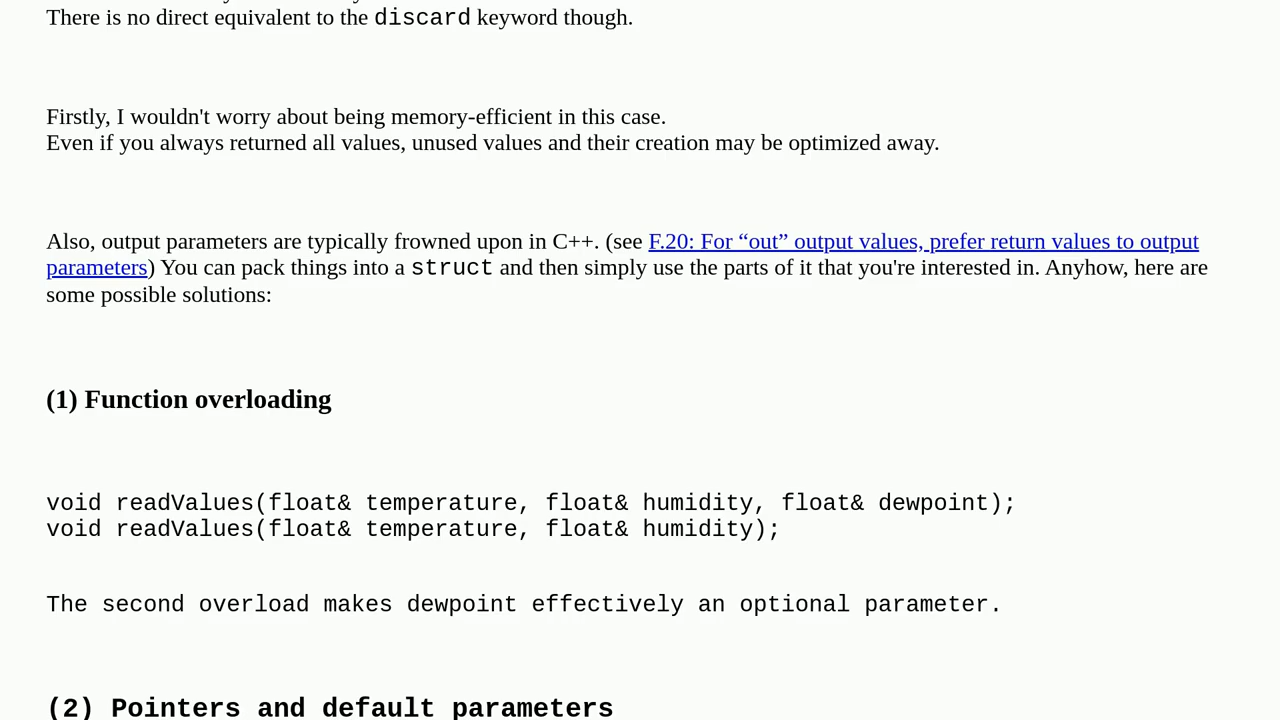 There is no direct equivalent to the discard keyword though.
Firstly, I wouldn't worry about being memory-efficient in this case.
Even if you always returned all values, unused values and their creation may be optimized away.
Also, output parameters are typically frowned upon in C++. (see F.20: For “out” output values, prefer return values to output
parameters) You can pack things into a struct and then simply use the parts of it that you're interested in. Anyhow, here are
some possible solutions:
(1) Function overloading
void readValues(float& temperature, float& humidity, float& dewpoint);
void readValues(float& temperature, float& humidity);
The second overload makes dewpoint effectively an optional parameter.
(2) Pointers and default parameters